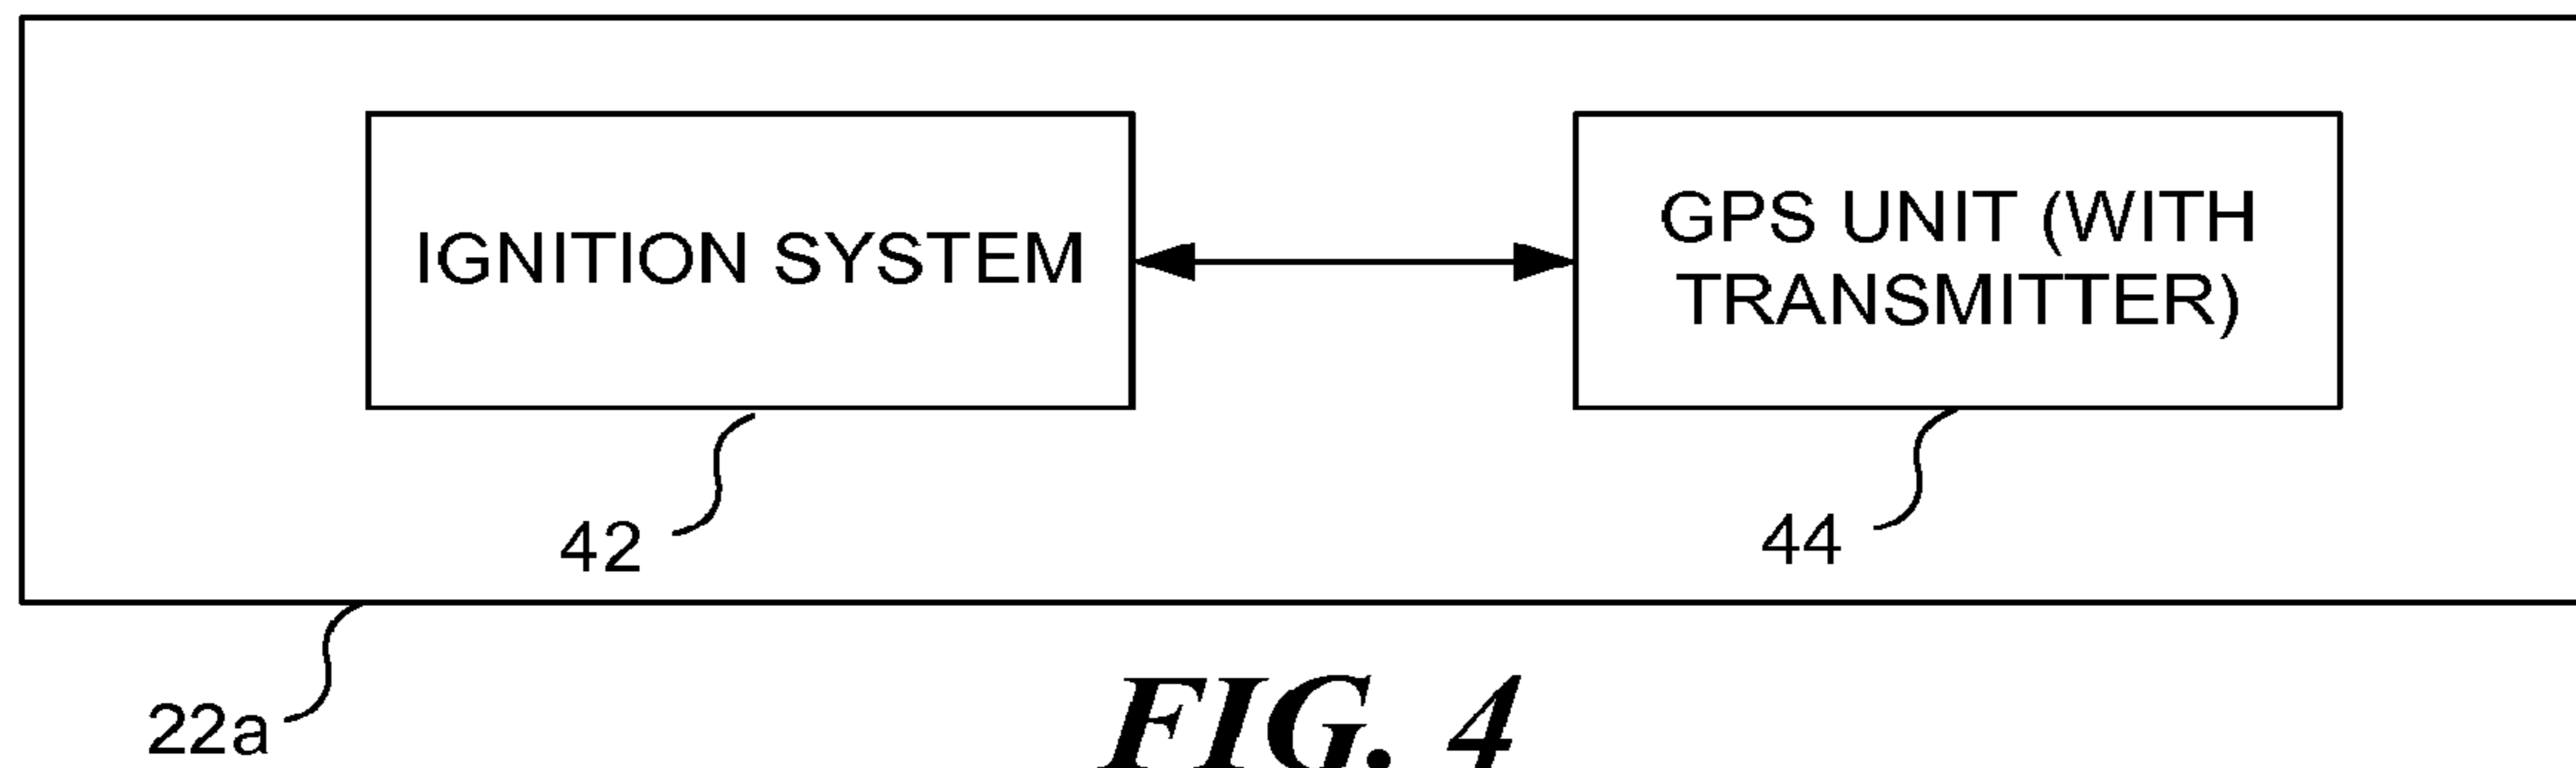 IGNITION SYSTEM
GPS UNIT (WITH
TRANSMITTER)
42
44
22a
FIG. 4